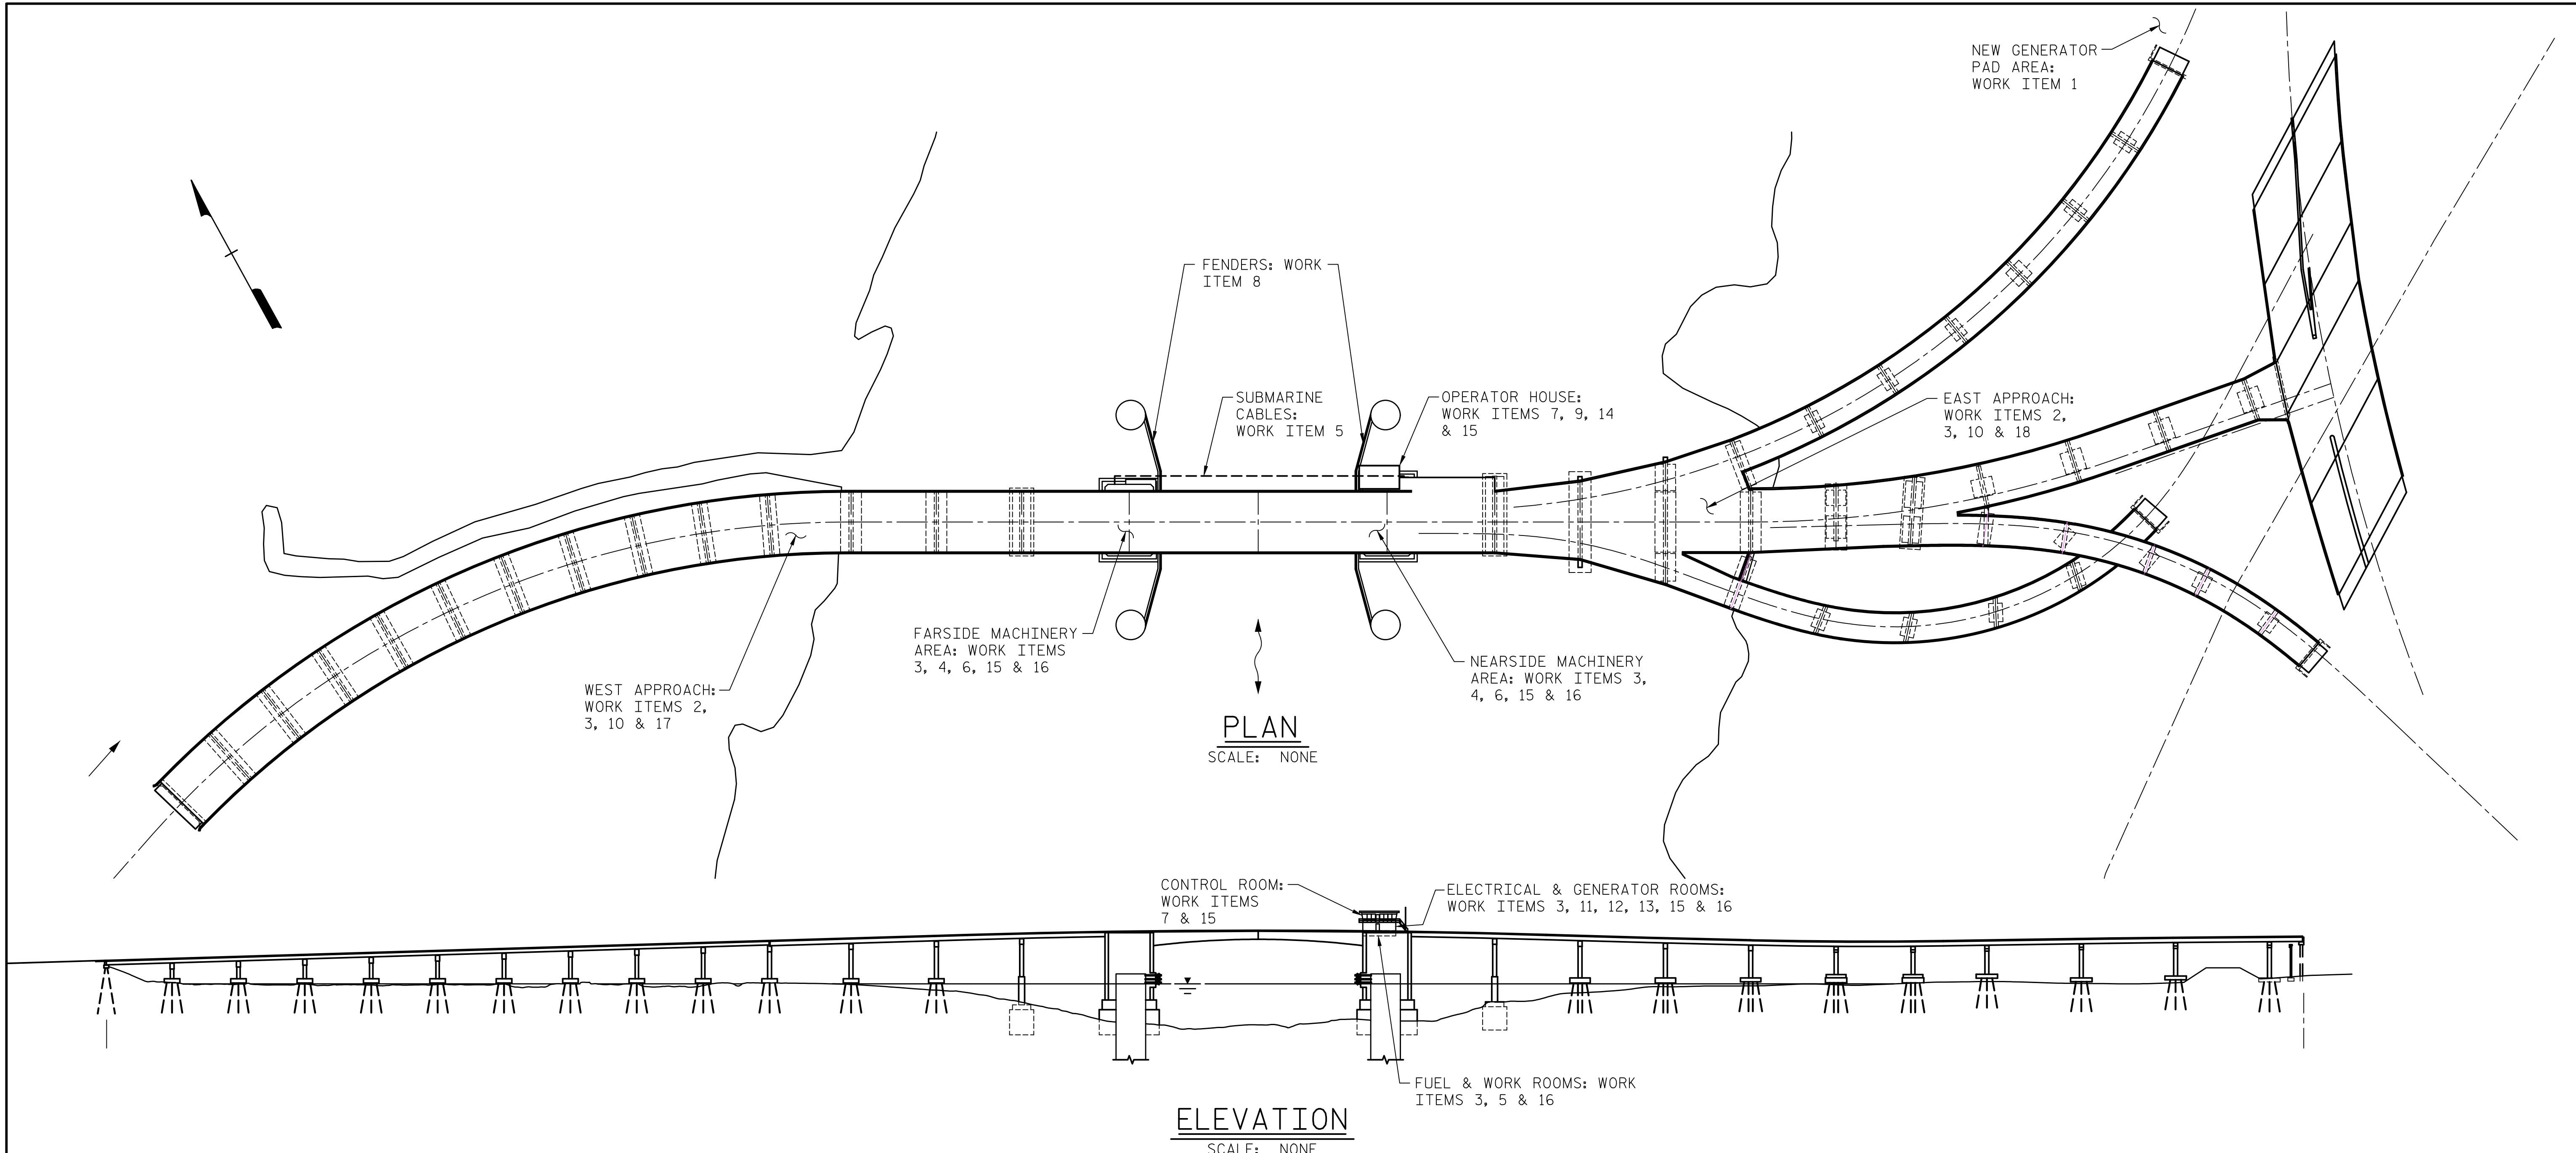 NEW GENERATOR
PAD AREA:
WORK ITEM 1
FENDERS: WORK
ITEM 8
SUBMARINE
CABLES:
WORK ITEM 5
OPERATOR HOUSE:
WORK ITEMS 7, 9, 14
& 15
EAST APPROACH:
WORK ITEMS 2,
3, 10 & 18
FARSIDE MACHINERY
AREA: WORK ITEMS
3, 4, 6, 15 & 16
NEARSIDE MACHINERY
AREA: WORK ITEMS 3,
4, 6, 15 & 16
WEST APPROACH:
WORK ITEMS 2,
3, 10 & 17
PLAN
SCALE: NONE
CONTROL ROOM:
WORK ITEMS
7 & 15
ELECTRICAL & GENERATOR ROOMS:
WORK ITEMS 3, 11, 12, 13, 15 & 16
FUEL & WORK ROOMS: WORK
ITEMS 3, 5 & 16
ELEVATION
SCALE: NONE